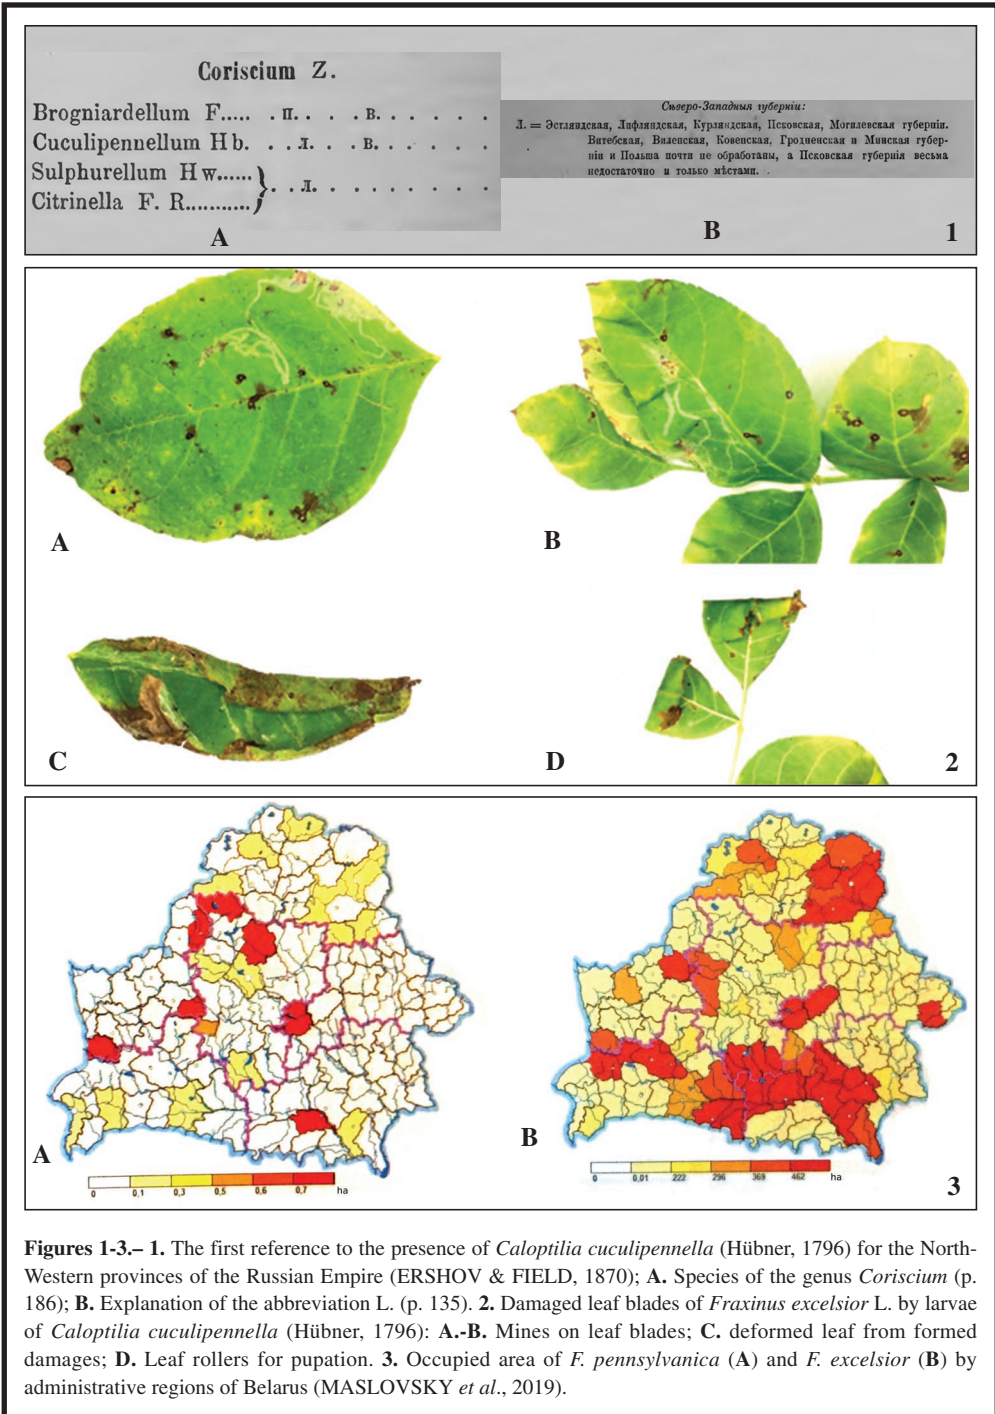 Coriscium Z.
Brogniardellum F..... . п. . . . в. . . . . . .
Cuculipennellum Hb. . . л. . . в. . . . . . .
Sulphurellum Hw......
} . . л. . . . . . . . . . .
Citrinella F. R...........
A
Сѣверо-Западныя губерніи:
Л. = Эстляндская, Лифляндская, Курляндская, Псковская, Могилевская губерніи.
Витебская, Виленская, Ковенская, Гродненская и Минская губер-
ніи и Польша почти не обработаны, а Псковская губернія весьма
недостаточно и только мѣстами.
B
1
A
B
C
D
2
A
0 0,1 0,3 0,5 0,6 0,7 ha
B
0 0,01 222 296 369 462 ha
3
Figures 1-3.– 1. The first reference to the presence of Caloptilia cuculipennella (Hübner, 1796) for the North-
Western provinces of the Russian Empire (ERSHOV & FIELD, 1870); A. Species of the genus Coriscium (p.
186); B. Explanation of the abbreviation L. (p. 135). 2. Damaged leaf blades of Fraxinus excelsior L. by larvae
of Caloptilia cuculipennella (Hübner, 1796): A.-B. Mines on leaf blades; C. deformed leaf from formed
damages; D. Leaf rollers for pupation. 3. Occupied area of F. pennsylvanica (A) and F. excelsior (B) by
administrative regions of Belarus (MASLOVSKY et al., 2019).